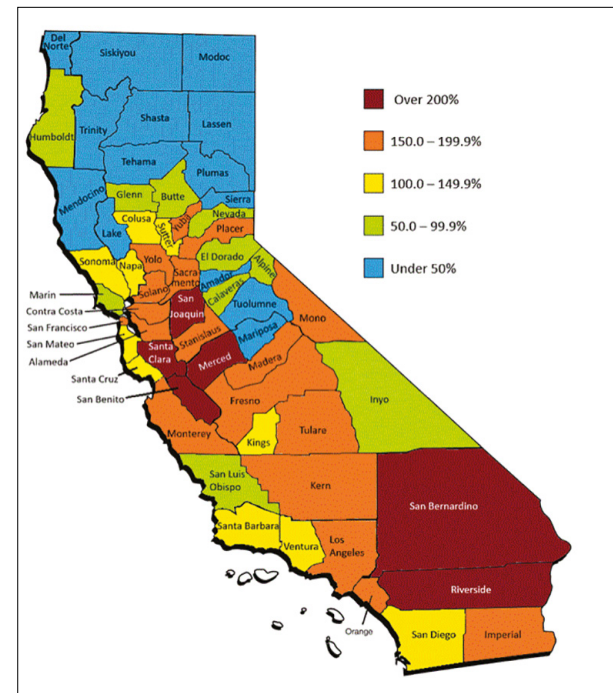 Del
Norte
Siskiyou
Modoc
Humboldt
Trinity
Shasta
Lassen
Tehama
Plumas
Mendocino
Glenn
Butte
Sierra
Colusa
Sutter
Yuba
Nevada
Placer
Lake
Sonoma
Napa
Yolo
Sacra
mento
El Dorado
Alpine
Amador
Calaveras
Solano
Marin
Contra Costa
San Francisco
San Mateo
Alameda
Santa Cruz
San Benito
San
Joaquin
Tuolumne
Mono
Stanislaus
Mariposa
Santa
Clara
Merced
Madera
Fresno
Inyo
Monterey
Kings
Tulare
San Luis
Obispo
Kern
San Bernardino
Santa Barbara
Ventura
Los
Angeles
Riverside
Orange
San Diego
Imperial
Over 200%
150.0 – 199.9%
100.0 – 149.9%
50.0 – 99.9%
Under 50%